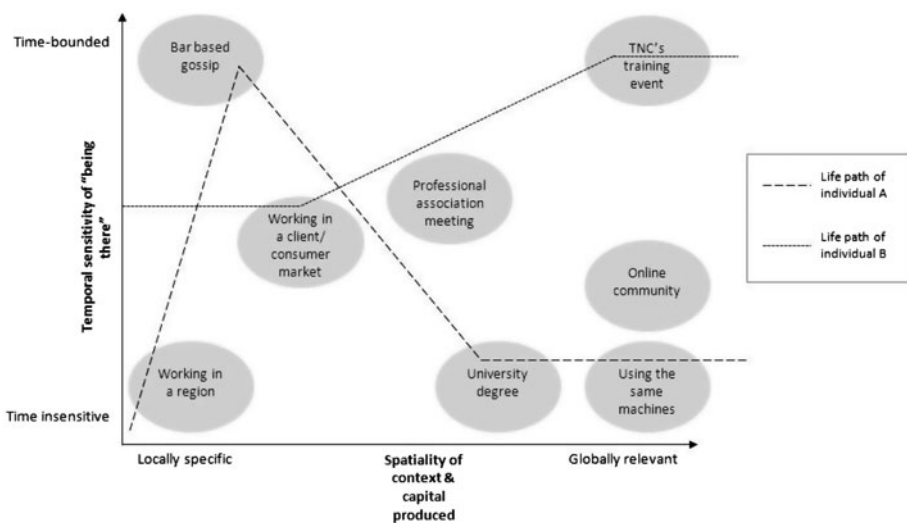 Time-bounded
Bar based
gossip
TNC's
training
event
Temporal sensitivity of "being
there"
Professional
association
meeting
Working in
a client/
consumer
market
Online
community
Working in
a region
University
degree
Using the
same
machines
Time insensitive
Locally specific
Spatiality of
context &
capital
produced
Globally relevant
Life path of
individual A
Life path of
individual B